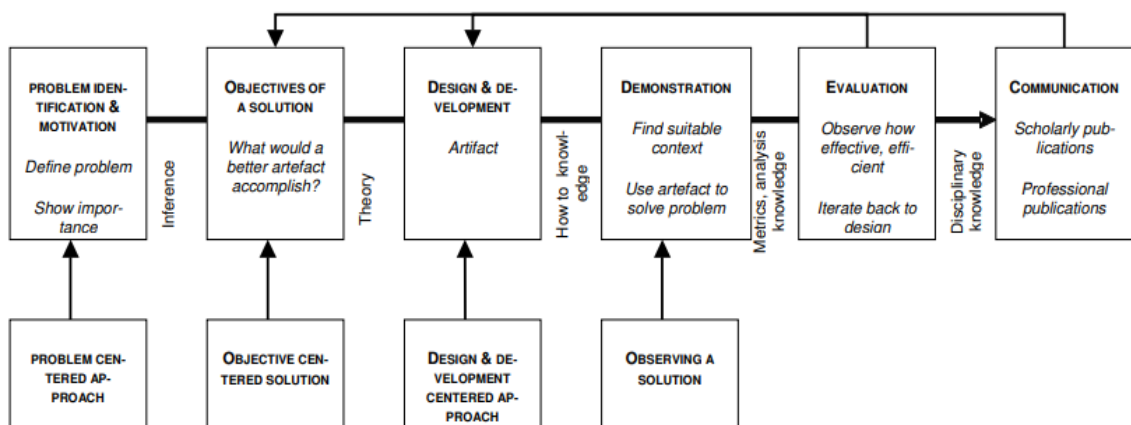 PROBLEM IDEN-
TIFICATION &
MOTIVATION
Define problem
Show impor-
tance
Inference
OBJECTIVES OF
A SOLUTION
What would a
better artefact
accomplish?
Theory
DESIGN & DE-
VELOPMENT
Artifact
How to knowl-
edge
DEMONSTRATION
Find suitable
context
Use artefact to
solve problem
Metrics, analysis
knowledge
EVALUATION
Observe how
effective, effi-
cient
Iterate back to
design
Disciplinary
knowledge
COMMUNICATION
Scholarly pub-
lications
Professional
publications
PROBLEM CEN-
TERED AP-
PROACH
OBJECTIVE CEN-
TERED SOLUTION
DESIGN & DE-
VELOPMENT
CENTERED AP-
PROACH
OBSERVING A
SOLUTION